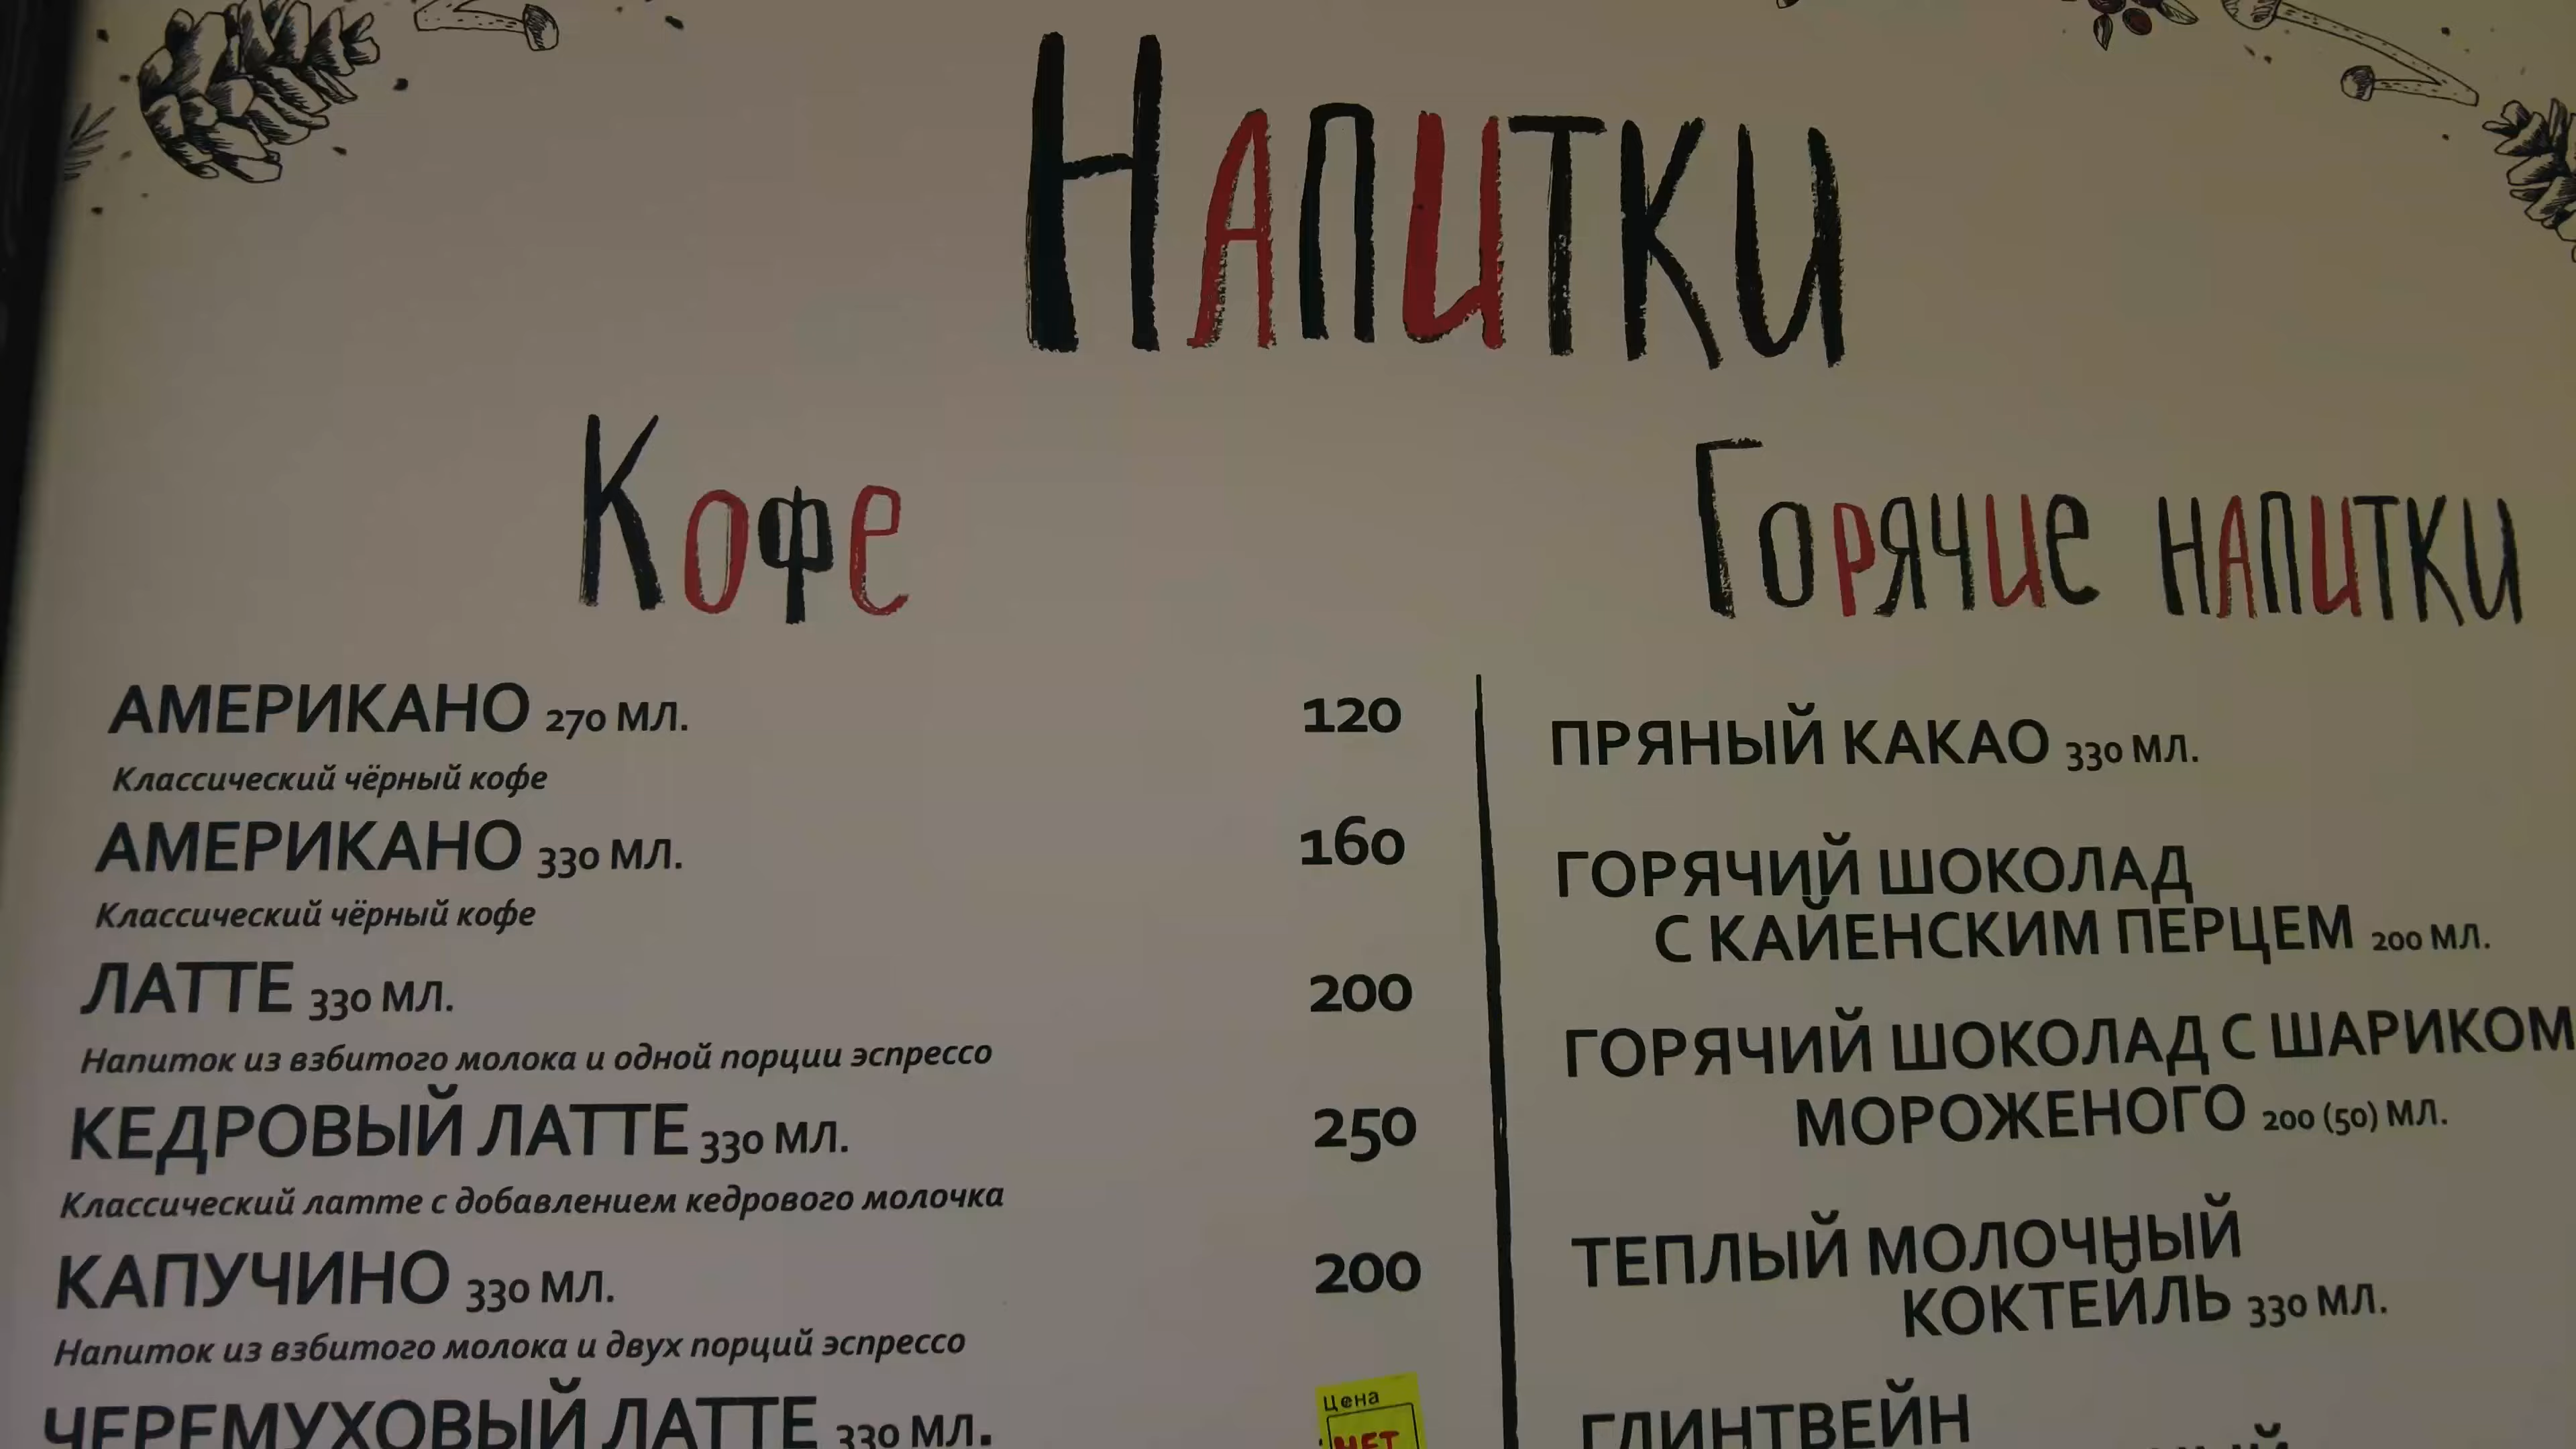 Напитки
Кофе
АМЕРИКАНО 270 МЛ. 120
Классический чёрный кофе
АМЕРИКАНО 330 МЛ. 160
Классический чёрный кофе
ЛАТТЕ 330 МЛ. 200
Напиток из взбитого молока и одной порции эспрессо
КЕДРОВЫЙ ЛАТТЕ 330 МЛ. 250
Классический латте с добавлением кедрового молочка
КАПУЧИНО 330 МЛ. 200
Напиток из взбитого молока и двух порций эспрессо
ЧЕРЕМУХОВЫЙ ЛАТТЕ 330 МЛ.
Цена
НЕТ
Горячие напитки
ПРЯНЫЙ КАКАО 330 МЛ.
ГОРЯЧИЙ ШОКОЛАД
С КАЙЕНСКИМ ПЕРЦЕМ 200 МЛ.
ГОРЯЧИЙ ШОКОЛАД С ШАРИКОМ
МОРОЖЕНОГО 200 (50) МЛ.
ТЕПЛЫЙ МОЛОЧНЫЙ
КОКТЕЙЛЬ 330 МЛ.
ГЛИНТВЕЙН